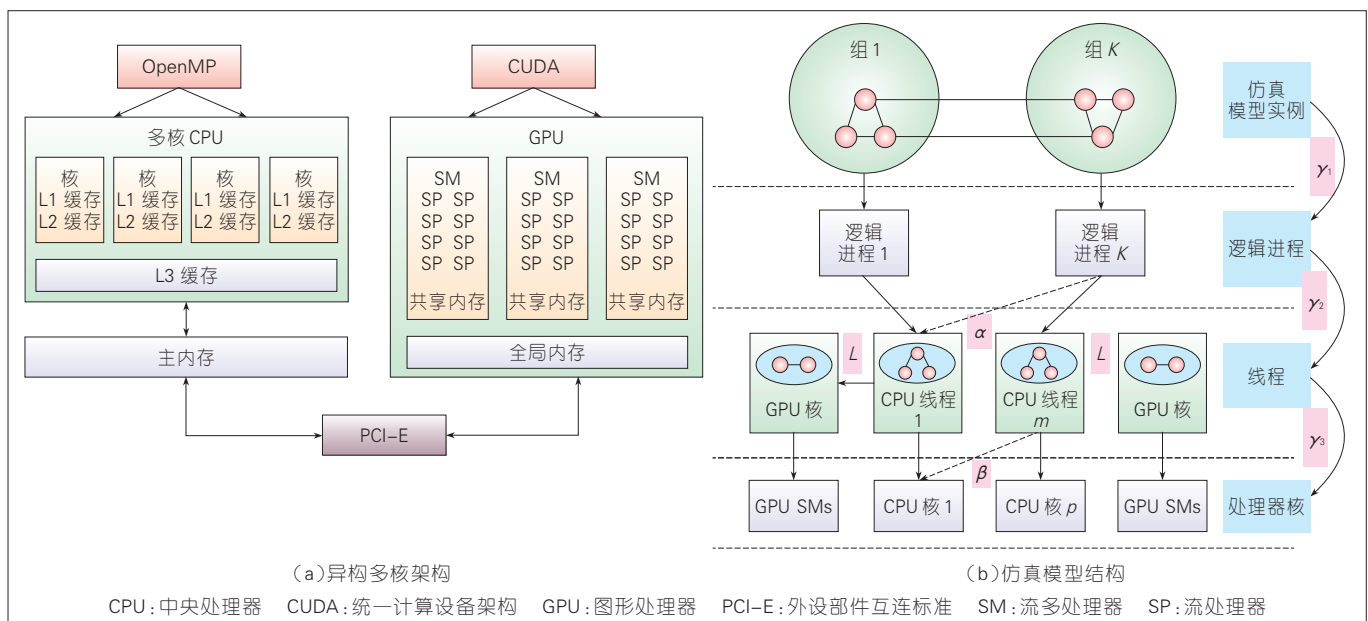 OpenMP
CUDA
多核 CPU
核
L1 缓存
L2 缓存
核
L1 缓存
L2 缓存
核
L1 缓存
L2 缓存
核
L1 缓存
L2 缓存
L3 缓存
主内存
GPU
SM
SP SP
SP SP
SP SP
SP SP
共享内存
SM
SP SP
SP SP
SP SP
SP SP
共享内存
SM
SP SP
SP SP
SP SP
SP SP
共享内存
全局内存
PCI-E
(a)异构多核架构
组 1
组 K
仿真
模型实例
γ₁
逻辑
进程 1
逻辑
进程 K
逻辑进程
γ₂
α
L
L
GPU 核
CPU 线程
1
CPU 线程
m
GPU 核
线程
γ₃
β
GPU SMs
CPU 核 1
CPU 核 p
GPU SMs
处理器核
(b)仿真模型结构
CPU:中央处理器 CUDA:统一计算设备架构 GPU:图形处理器 PCI-E:外设部件互连标准 SM:流多处理器 SP:流处理器